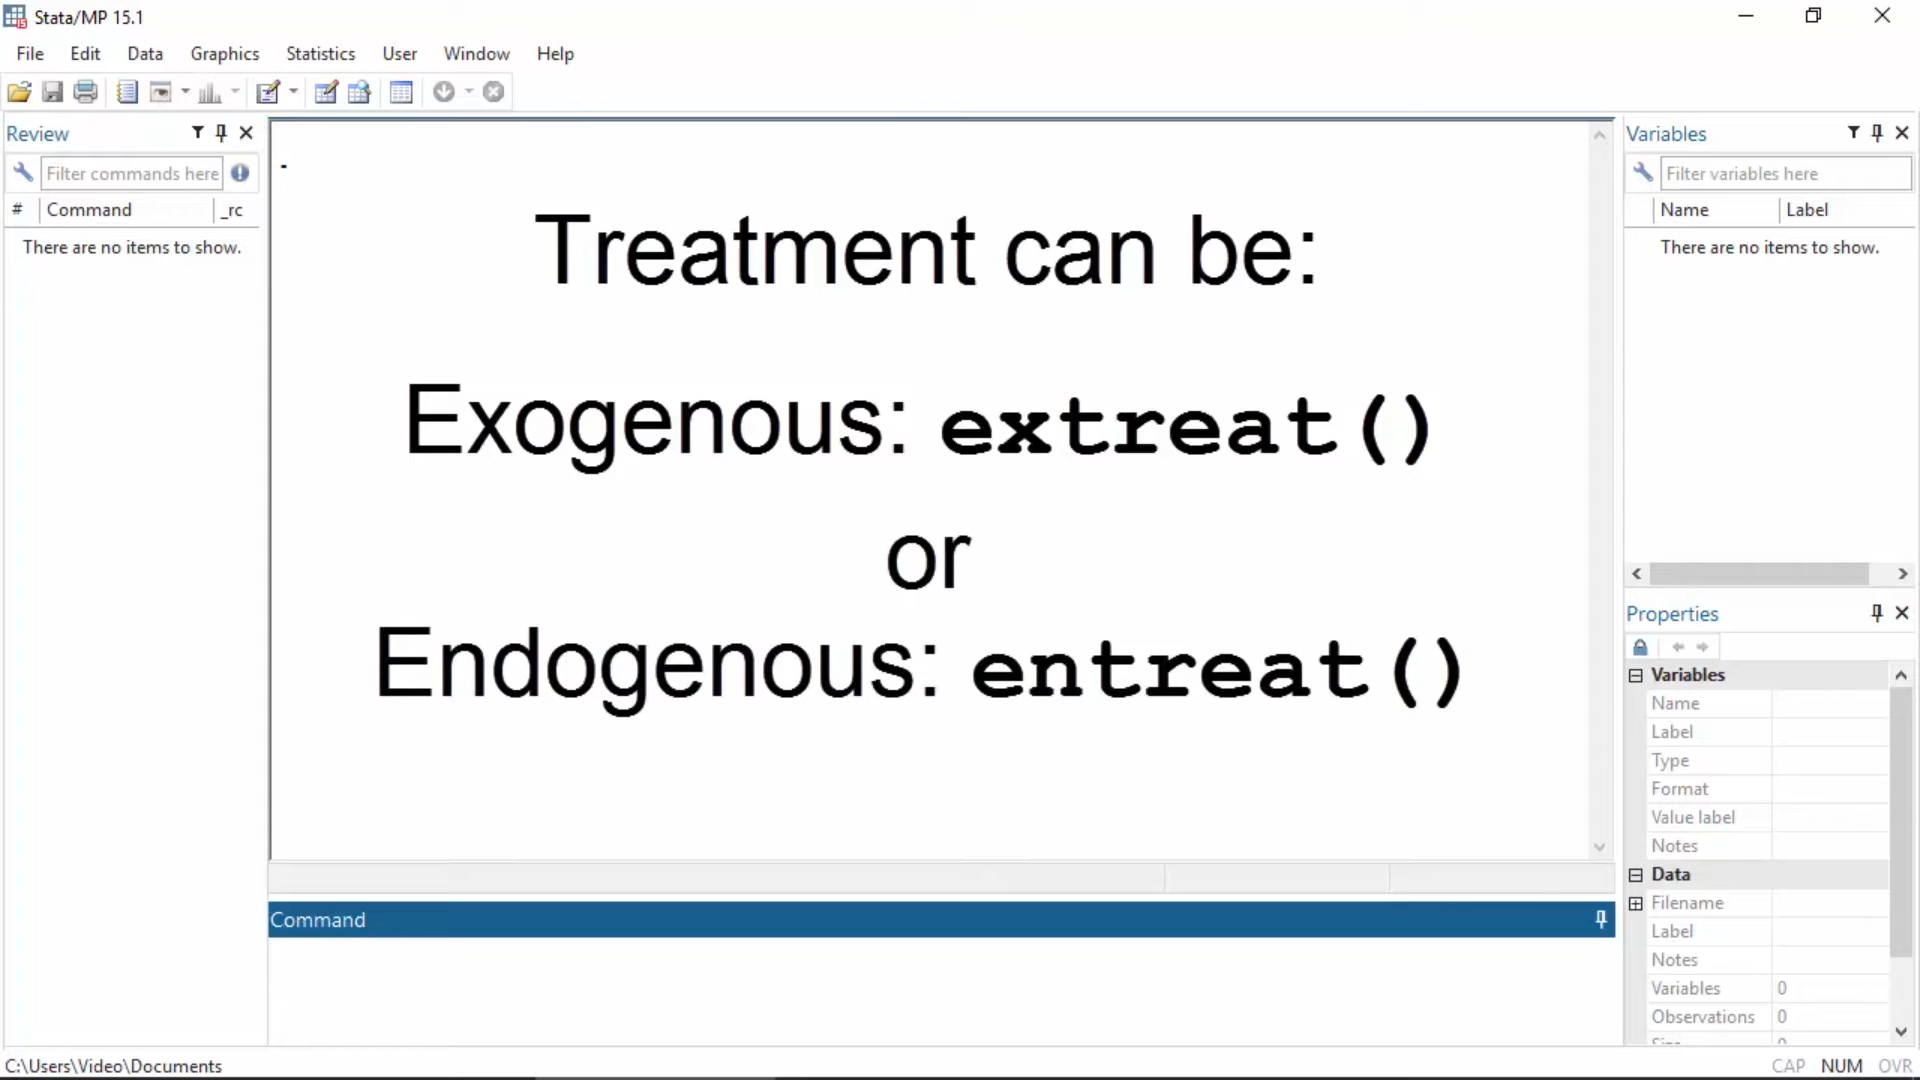 Stata/MP 15.1
File Edit Data Graphics Statistics User Window Help
Review
Filter commands here
# Command _rc
There are no items to show.
-
Treatment can be:
Exogenous: extreat()
or
Endogenous: entreat()
Command
Variables
Filter variables here
Name Label
There are no items to show.
Properties
Variables
Name
Label
Type
Format
Value label
Notes
Data
Filename
Label
Notes
Variables 0
Observations 0
C:\Users\Video\Documents
CAP NUM OVR